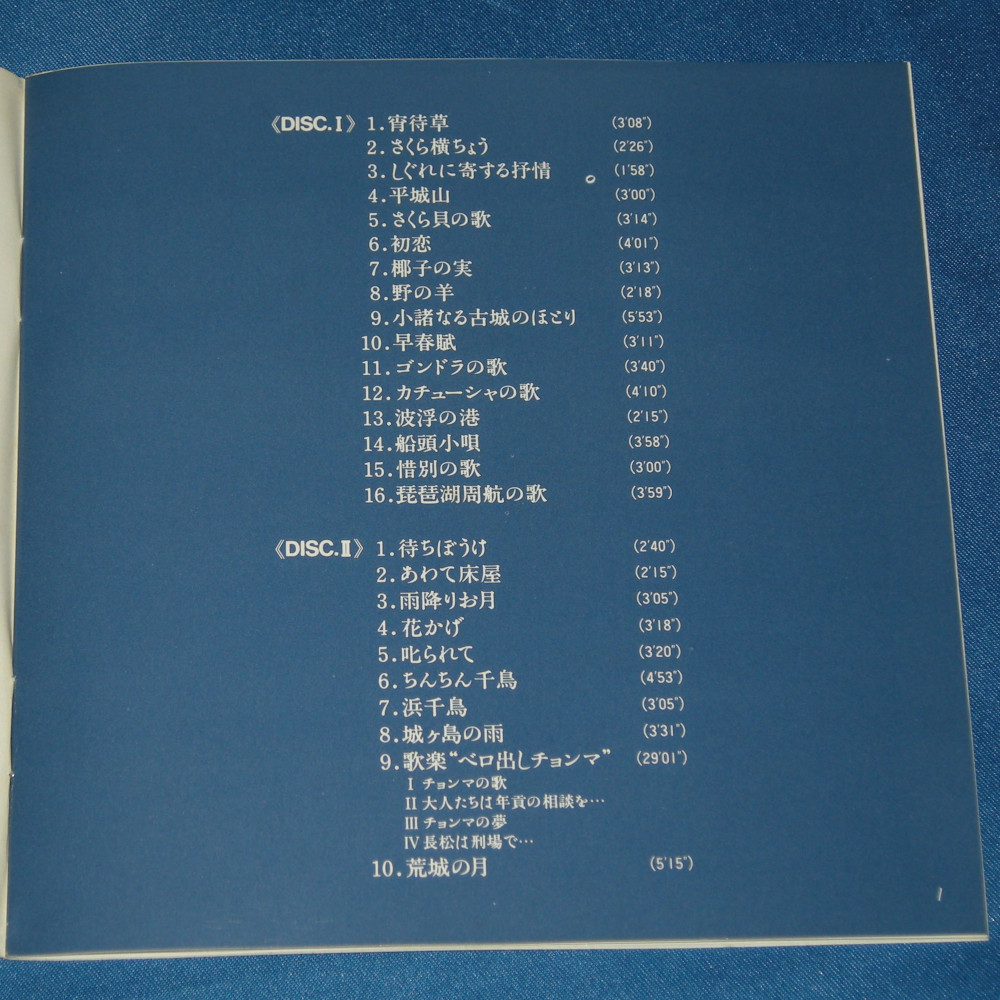 《DISC.Ⅰ》 1.宵待草 (3'08")
2.さくら横ちょう (2'26")
3.しぐれに寄する抒情 (1'58")
4.平城山 (3'00")
5.さくら貝の歌 (3'14")
6.初恋 (4'01")
7.椰子の実 (3'13")
8.野の羊 (2'18")
9.小諸なる古城のほとり (5'53")
10.早春賦 (3'11")
11.ゴンドラの歌 (3'40")
12.カチューシャの歌 (4'10")
13.波浮の港 (2'15")
14.船頭小唄 (3'58")
15.惜別の歌 (3'00")
16.琵琶湖周航の歌 (3'59")
《DISC.Ⅱ》 1.待ちぼうけ (2'40")
2.あわて床屋 (2'15")
3.雨降りお月 (3'05")
4.花かげ (3'18")
5.叱られて (3'20")
6.ちんちん千鳥 (4'53")
7.浜千鳥 (3'05")
8.城ヶ島の雨 (3'31")
9.歌楽“ベロ出しチョンマ” (29'01")
Ⅰ チョンマの歌
Ⅱ 大人たちは年貢の相談を…
Ⅲ チョンマの夢
Ⅳ 長松は刑場で…
10.荒城の月 (5'15")
1